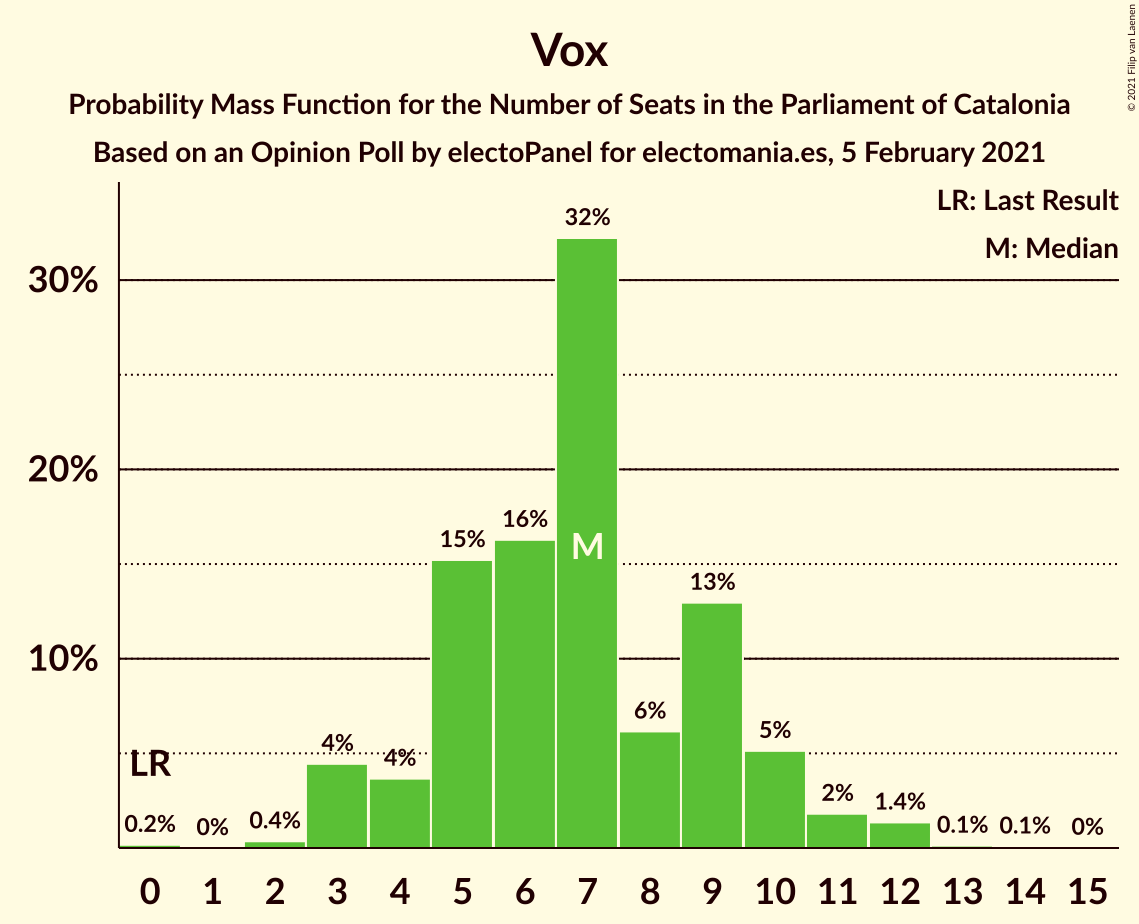 Vox
Probability Mass Function for the Number of Seats in the Parliament of Catalonia
Based on an Opinion Poll by electoPanel for electomania.es, 5 February 2021
© 2021 Filip van Laenen
LR: Last Result
M: Median
30%
20%
10%
32%
16%
15%
M
13%
6%
5%
4%
4%
LR
2%
1.4%
0.2%
0%
0.4%
0.1%
0.1%
0%
0 1 2 3 4 5 6 7 8 9 10 11 12 13 14 15